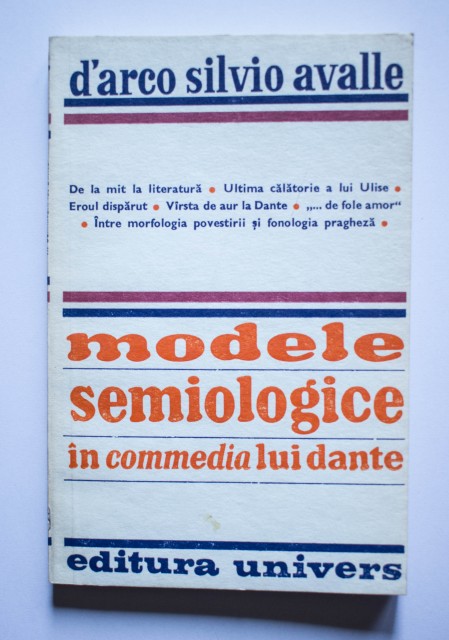 d'arco silvio avalle
De la mit la literatură • Ultima călătorie a lui Ulise •
Eroul dispărut • Vîrsta de aur la Dante • „... de fole amor“
• Între morfologia povestirii și fonologia pragheză •
modele
semiologice
în commedia lui dante
editura univers